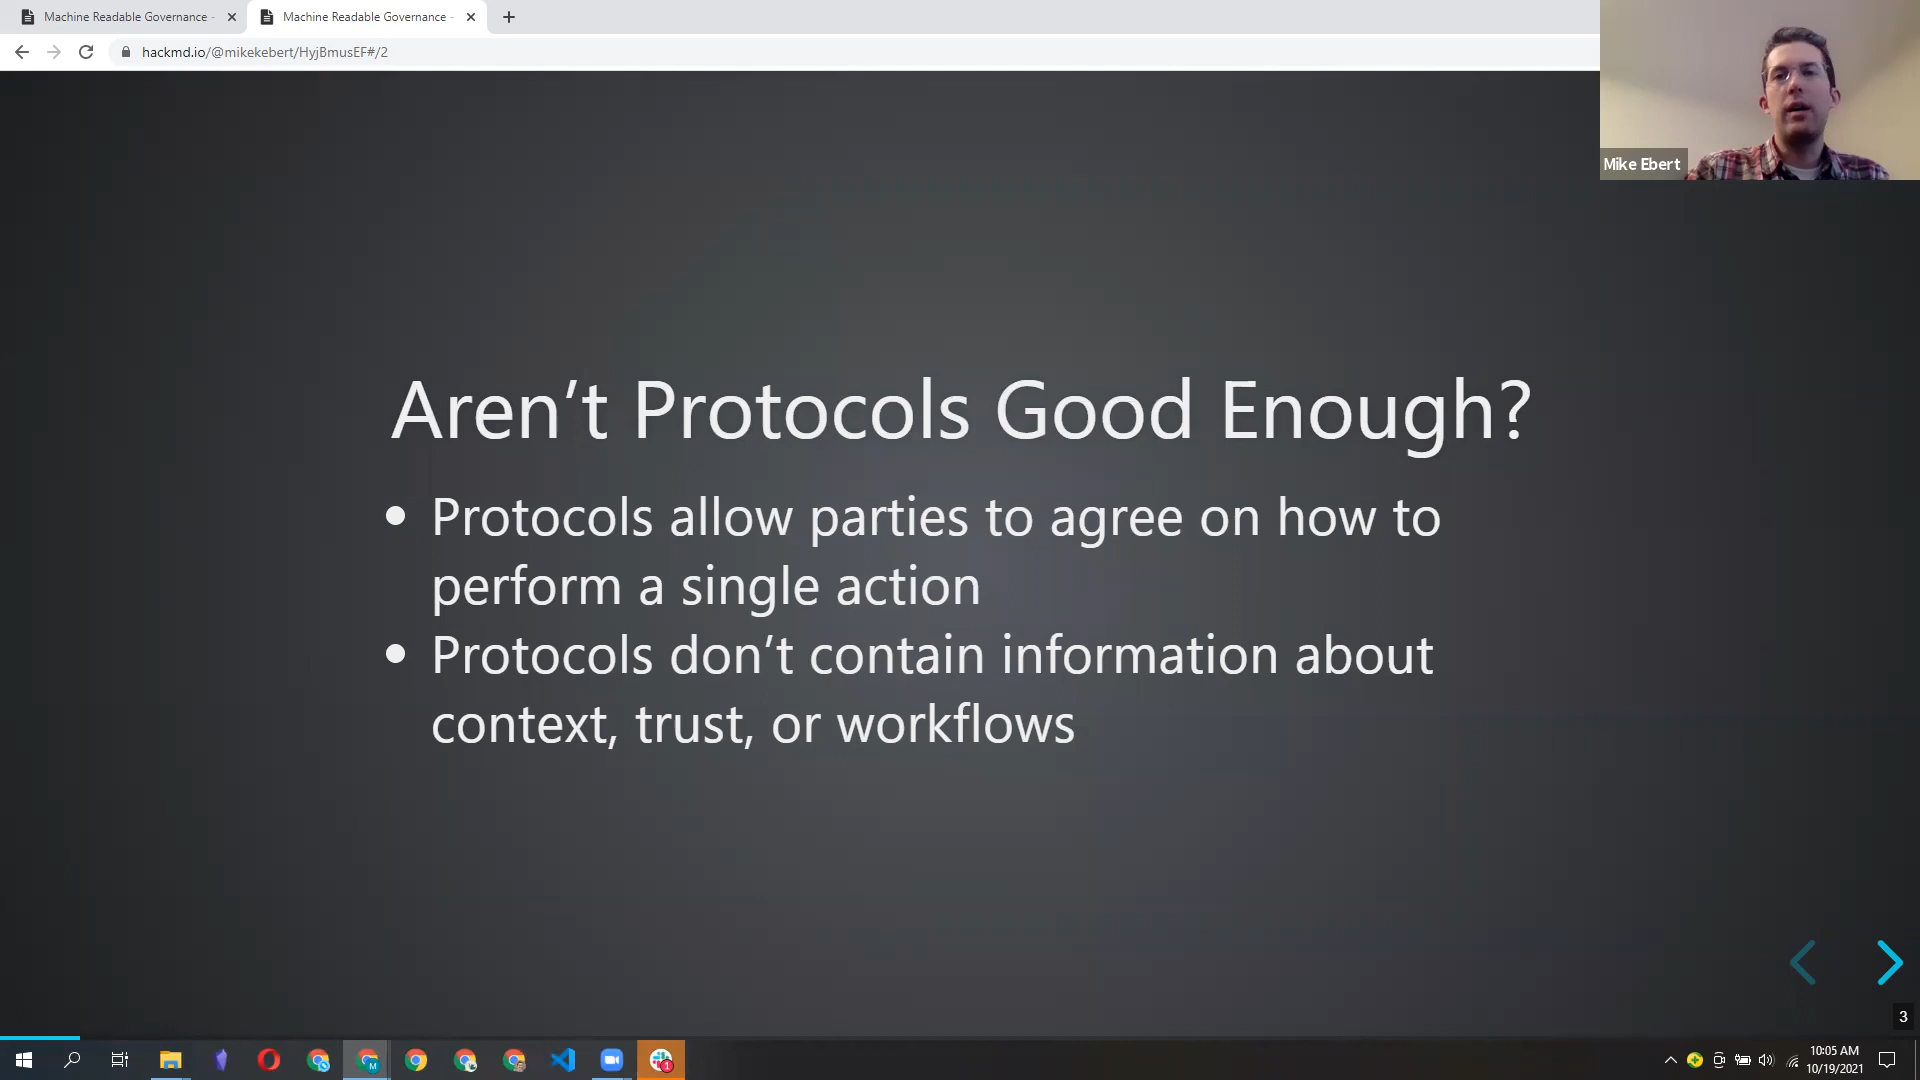 Machine Readable Governance -
Machine Readable Governance -
hackmd.io/@mikekebert/HyjBmusEF#/2
Mike Ebert
Aren’t Protocols Good Enough?
• Protocols allow parties to agree on how to
perform a single action
• Protocols don’t contain information about
context, trust, or workflows
3
M
1
10:05 AM
10/19/2021